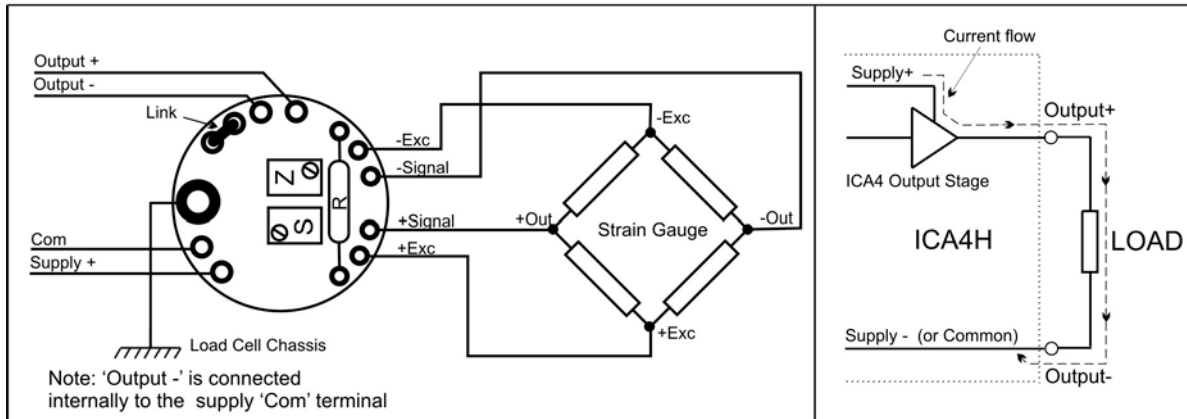 Output +
Output -
Link
-Exc
-Signal
Z
S
R
+Signal
+Exc
Com
Supply +
Load Cell Chassis
Note: ‘Output -’ is connected
internally to the supply ‘Com’ terminal
-Exc
+Out
Strain Gauge
-Out
+Exc
Current flow
Supply+
Output+
ICA4 Output Stage
ICA4H
LOAD
Supply - (or Common)
Output-